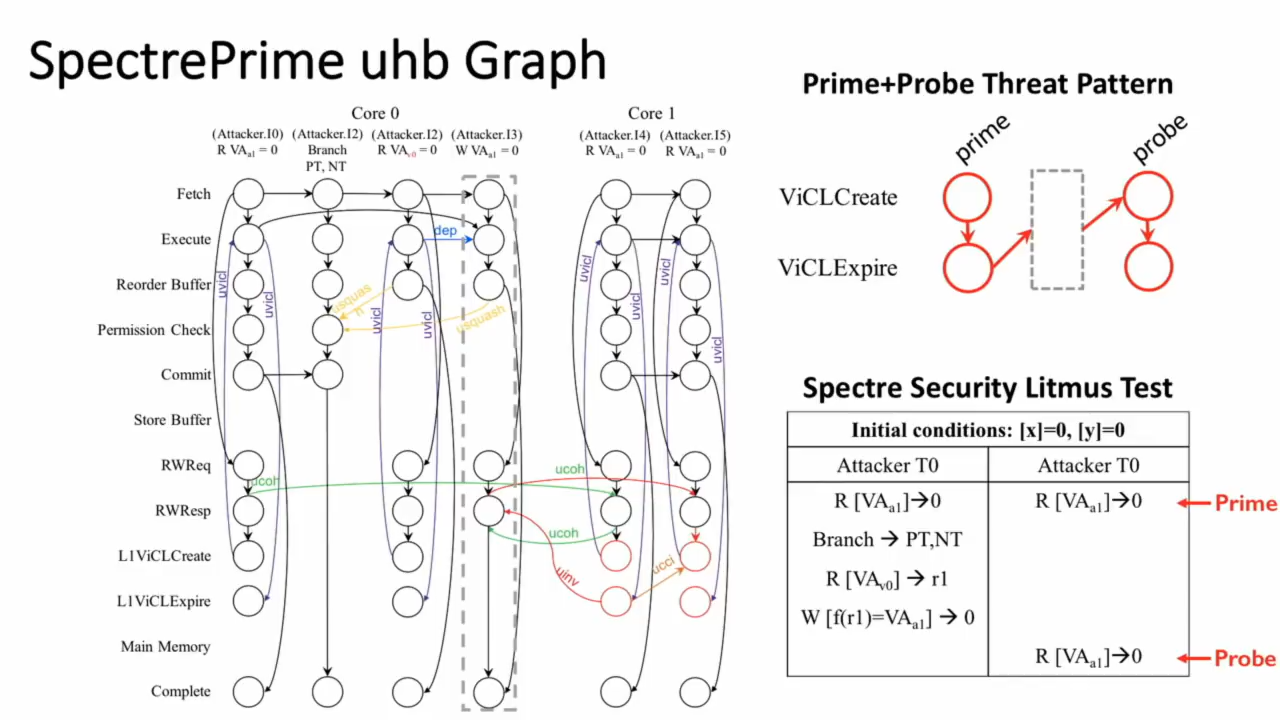 SpectrePrime uhb Graph
Core 0
Core 1
(Attacker.I0) (Attacker.I2) (Attacker.I2) (Attacker.I3) (Attacker.I4) (Attacker.I5)
R VAa1 = 0 Branch R VAv0 = 0 W VAa1 = 0 R VAa1 = 0 R VAa1 = 0
PT, NT
Fetch
Execute
dep
Reorder Buffer
uvicl
uvicl
uvicl
uvicl
uvicl
uvicl
uvicl
uvicl
usquas
h
usquash
Permission Check
Commit
Store Buffer
RWReq
ucoh
ucoh
RWResp
ucoh
L1ViCLCreate
uinv
ucci
L1ViCLExpire
Main Memory
Complete
Prime+Probe Threat Pattern
prime
probe
ViCLCreate
ViCLExpire
Spectre Security Litmus Test
Initial conditions: [x]=0, [y]=0
Attacker T0 Attacker T0
R [VAa1]→0 R [VAa1]→0 Prime
Branch → PT,NT
R [VAv0] → r1
W [f(r1)=VAa1] → 0
R [VAa1]→0 Probe